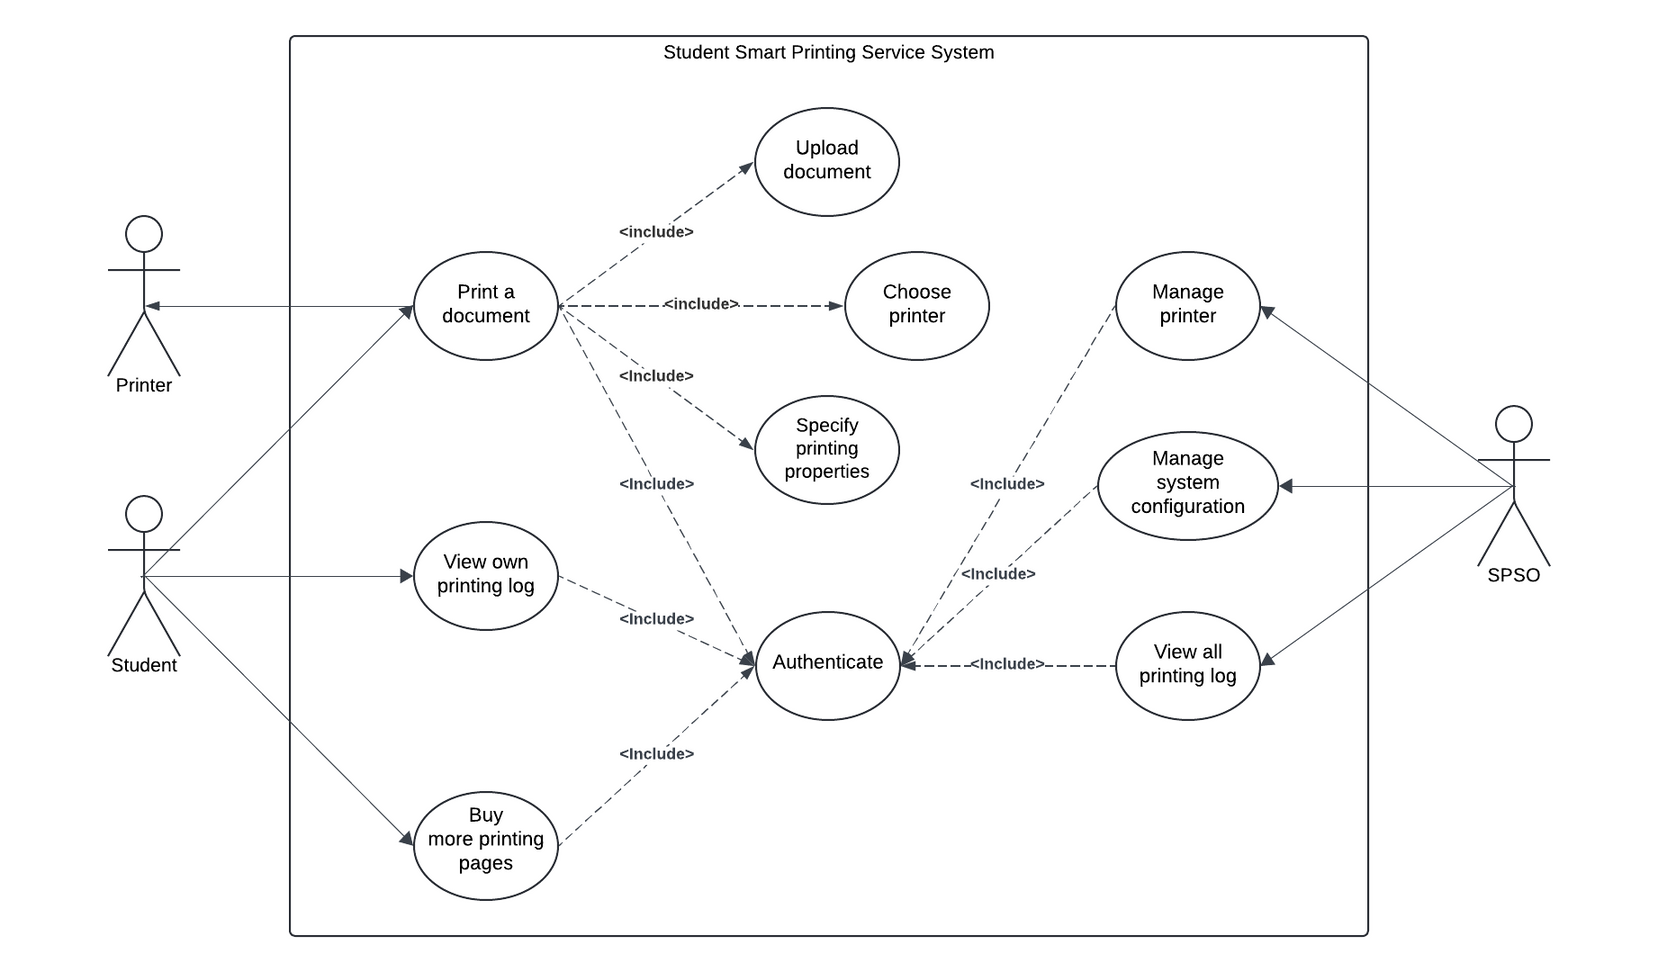 Student Smart Printing Service System
Upload
document
<include>
Print a
document
<include>
Choose
printer
Manage
printer
Printer
<Include>
Specify
printing
properties
Manage
system
configuration
<Include>
<Include>
View own
printing log
<Include>
SPSO
<Include>
Student
Authenticate
<Include>
View all
printing log
<Include>
Buy
more printing
pages